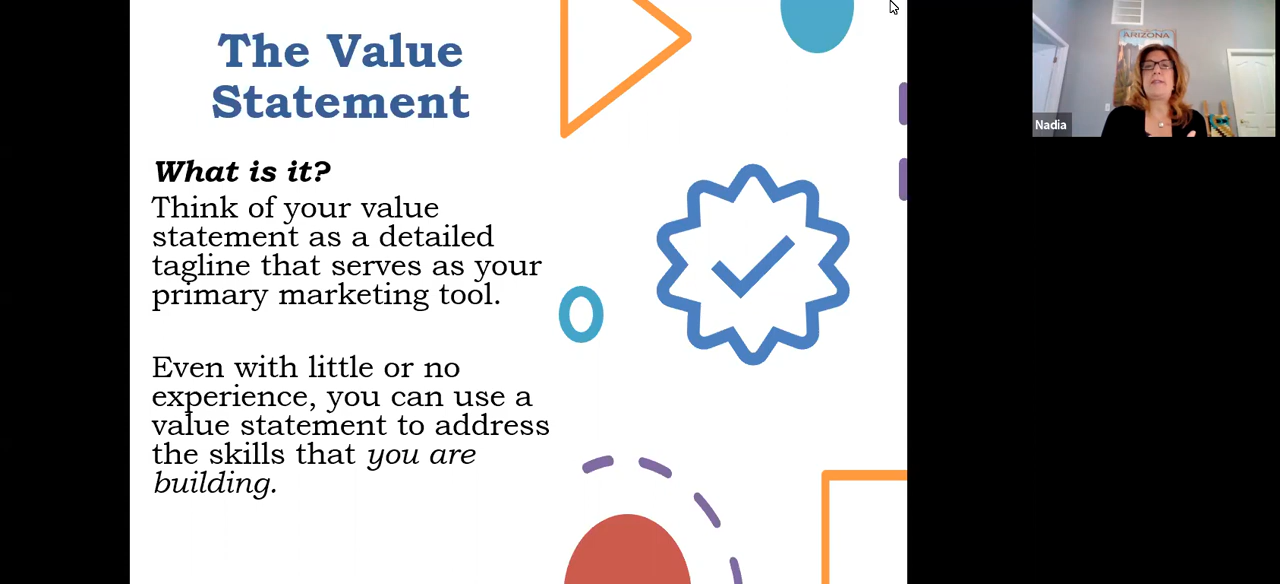 The Value
Statement
What is it?
Think of your value
statement as a detailed
tagline that serves as your
primary marketing tool.
Even with little or no
experience, you can use a
value statement to address
the skills that you are
building.
ARIZONA
Nadia